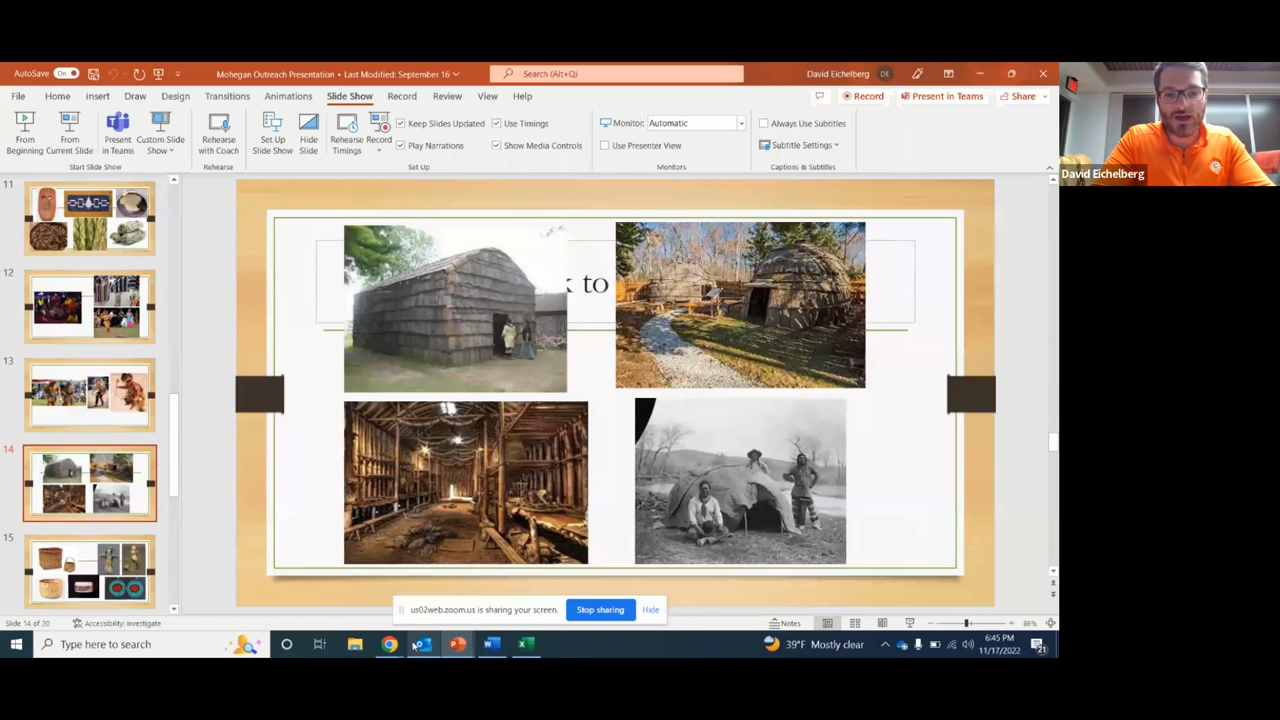 AutoSave On Mohegan Outreach Presentation • Last Modified: September 16 Search (Alt+Q) David Eichelberg DE
File Home Insert Draw Design Transitions Animations Slide Show Record Review View Help Record Present in Teams Share
From Beginning From Current Slide Present in Teams Custom Slide Show Rehearse with Coach Set Up Slide Show Hide Slide Rehearse Timings Record
Keep Slides Updated Use Timings Monitor: Automatic Always Use Subtitles
Play Narrations Show Media Controls Use Presenter View Subtitle Settings
Start Slide Show Rehearse Set Up Monitors Captions & Subtitles
David Eichelberg
11
12
13
14
15
to
us02web.zoom.us is sharing your screen. Stop sharing Hide
Slide 14 of 20 Accessibility: Investigate Notes 86%
Type here to search 39°F Mostly clear 6:45 PM
11/17/2022 21